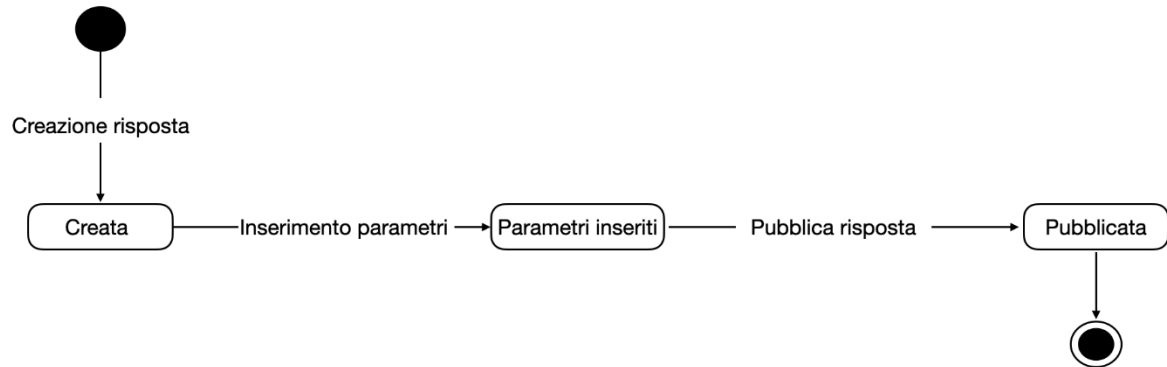 Creazione risposta
Creata
Inserimento parametri
Parametri inseriti
Pubblica risposta
Pubblicata